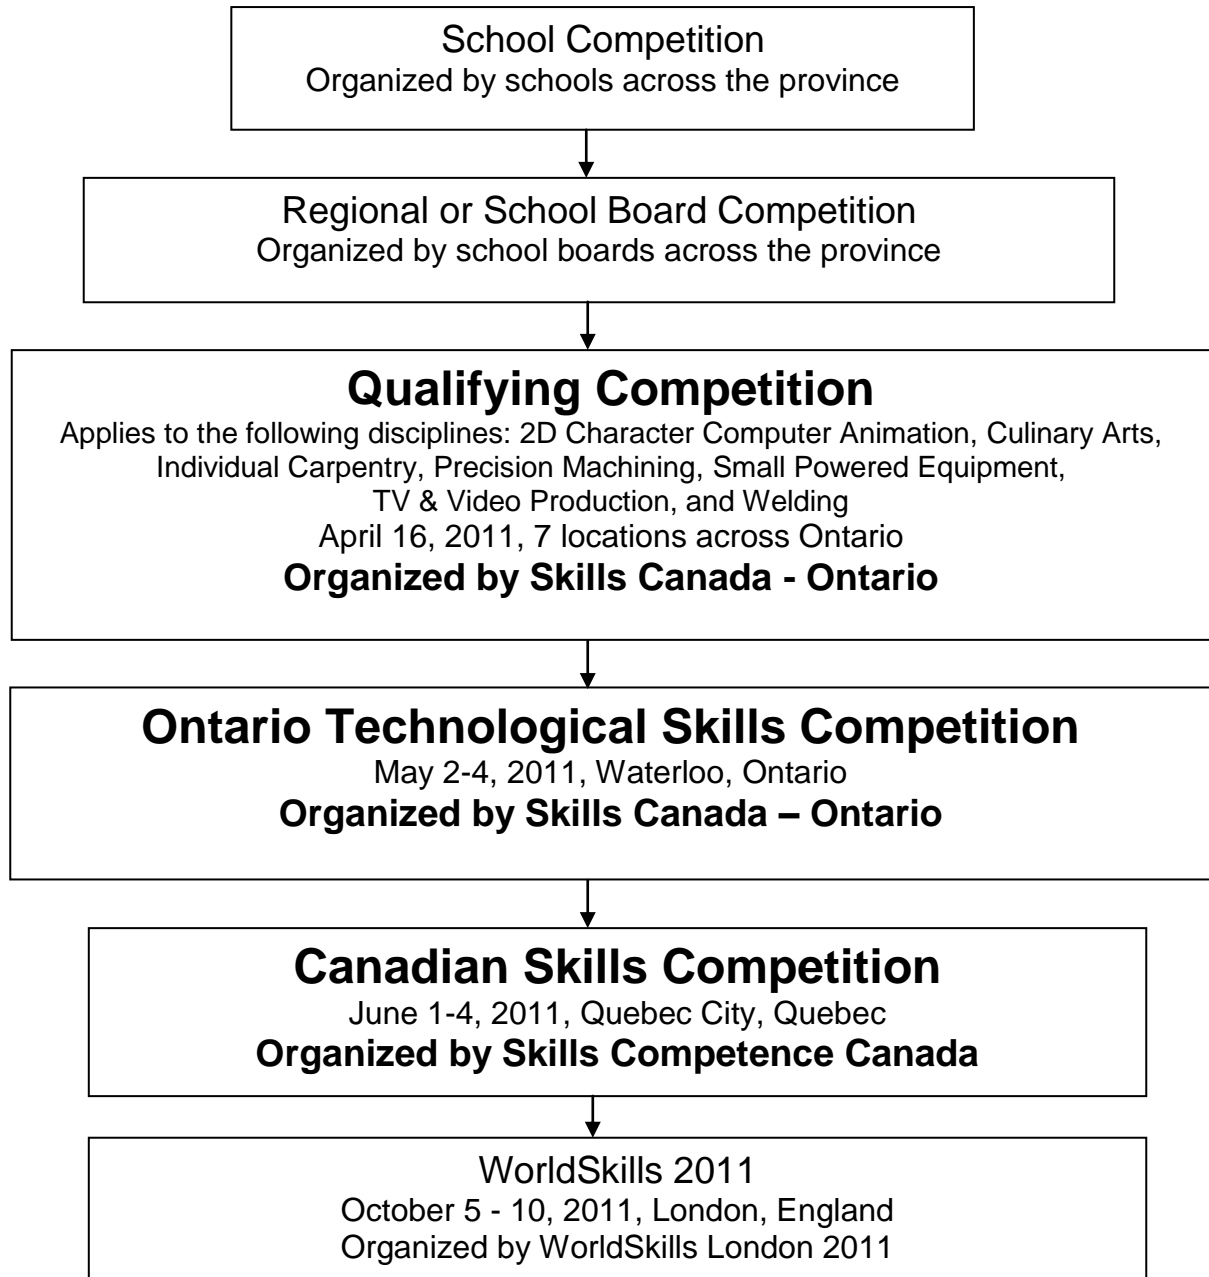 School Competition
Organized by schools across the province
Regional or School Board Competition
Organized by school boards across the province
Qualifying Competition
Applies to the following disciplines: 2D Character Computer Animation, Culinary Arts,
Individual Carpentry, Precision Machining, Small Powered Equipment,
TV & Video Production, and Welding
April 16, 2011, 7 locations across Ontario
Organized by Skills Canada - Ontario
Ontario Technological Skills Competition
May 2-4, 2011, Waterloo, Ontario
Organized by Skills Canada – Ontario
Canadian Skills Competition
June 1-4, 2011, Quebec City, Quebec
Organized by Skills Competence Canada
WorldSkills 2011
October 5 - 10, 2011, London, England
Organized by WorldSkills London 2011